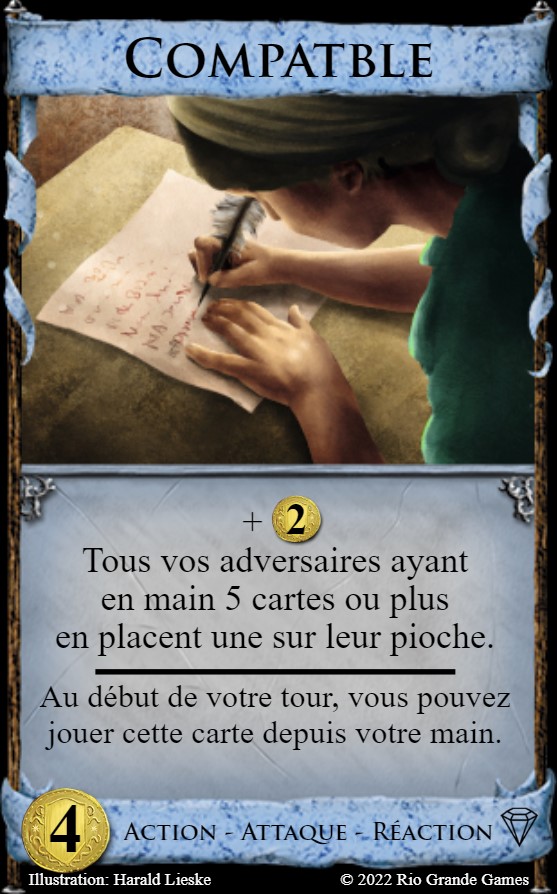 COMPATBLE
+ 2
Tous vos adversaires ayant
en main 5 cartes ou plus
en placent une sur leur pioche.
Au début de votre tour, vous pouvez
jouer cette carte depuis votre main.
4 ACTION - ATTAQUE - RÉACTION
Illustration: Harald Lieske © 2022 Rio Grande Games